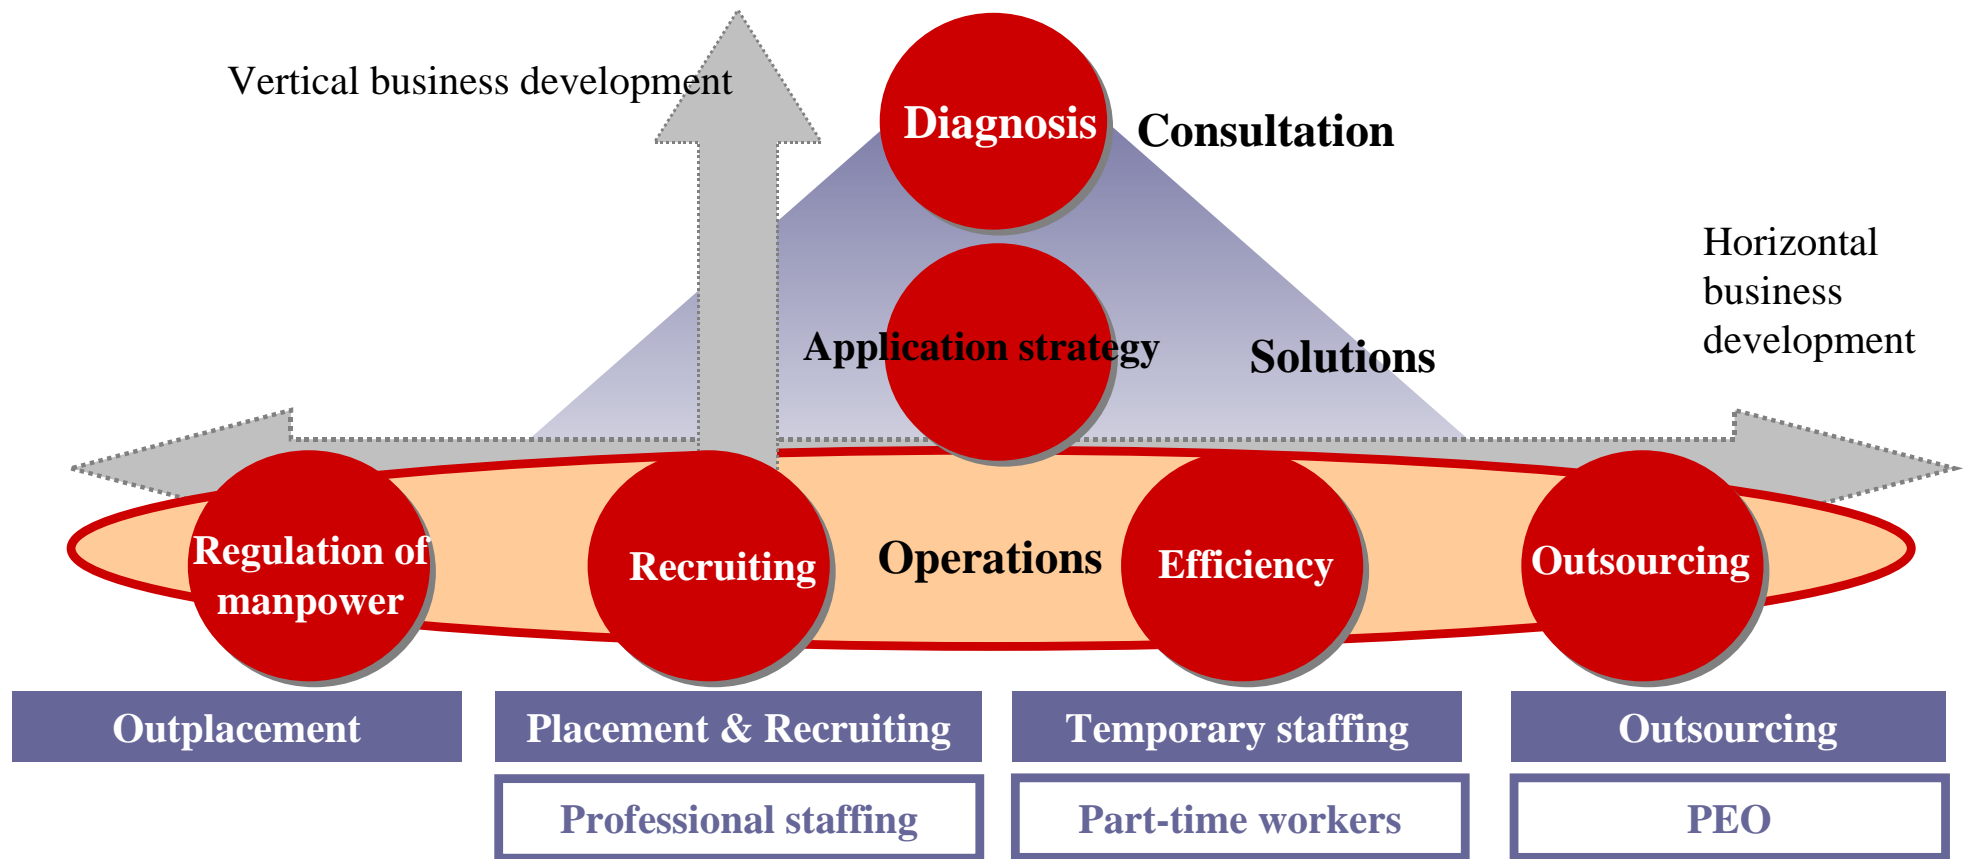 Vertical business development
Diagnosis
Consultation
Horizontal
business
development
Application strategy
Solutions
Regulation of
manpower
Recruiting
Operations
Efficiency
Outsourcing
Outplacement
Placement & Recruiting
Temporary staffing
Outsourcing
Professional staffing
Part-time workers
PEO